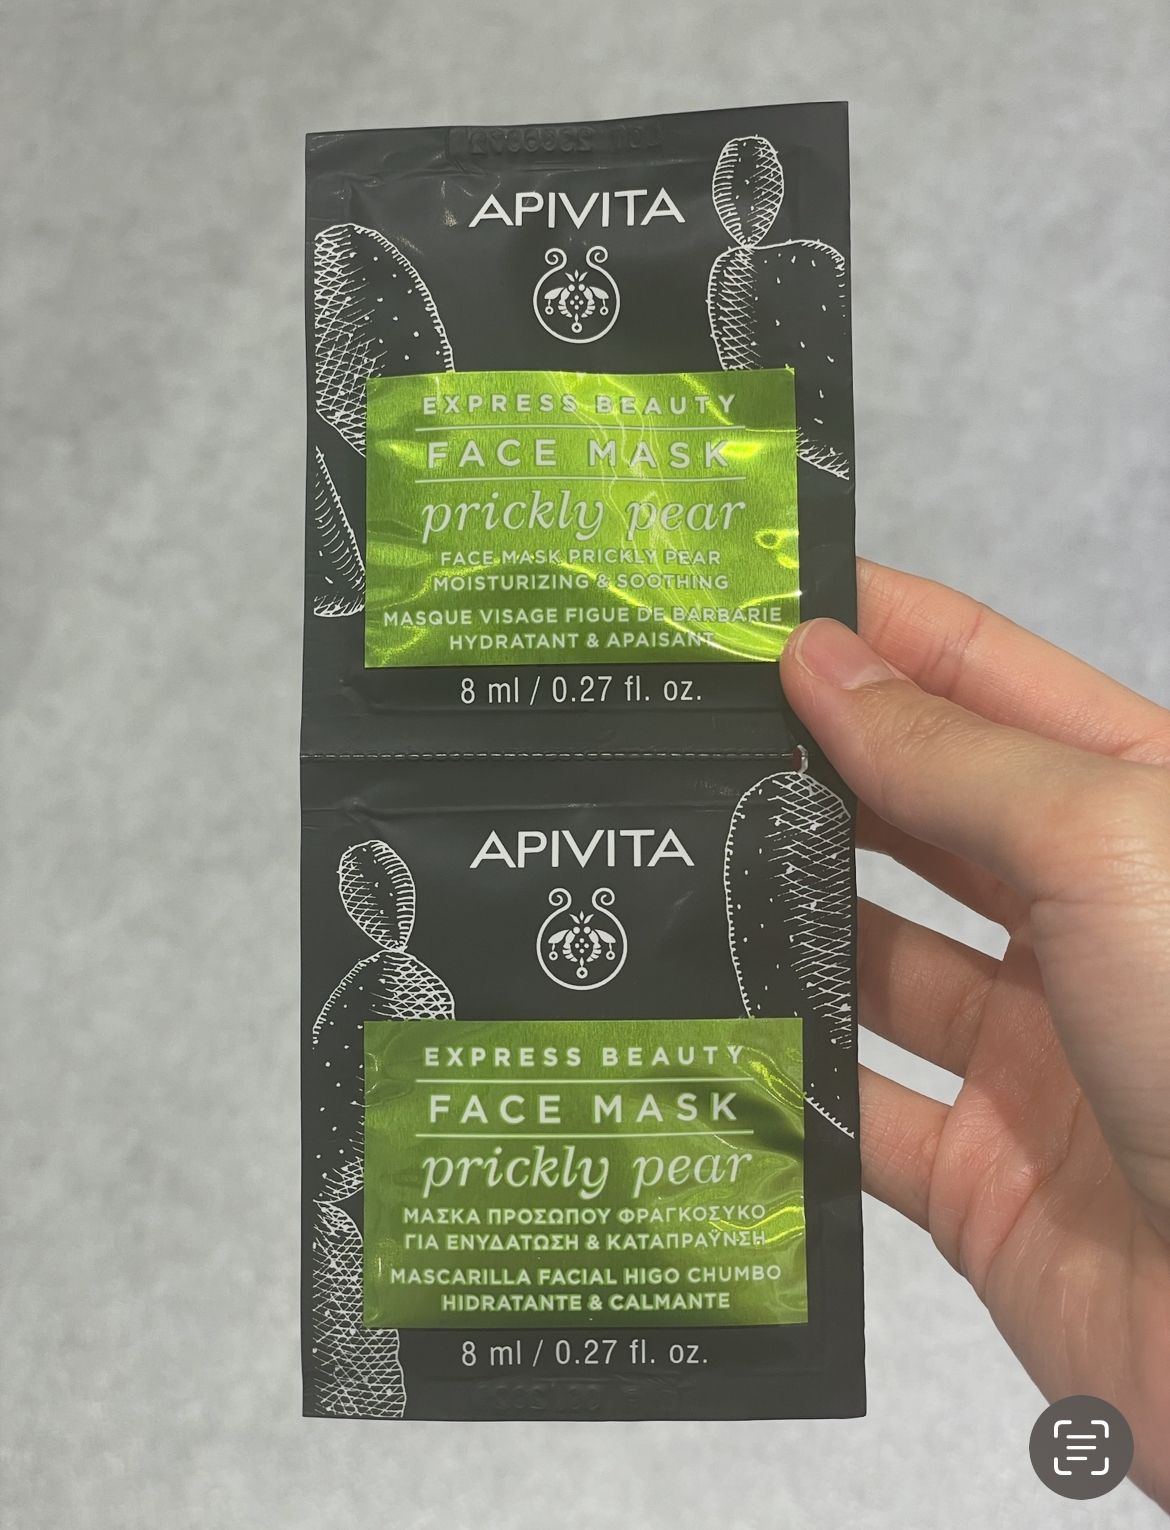 APIVITA
EXPRESS BEAUTY
FACE MASK
prickly pear
FACE MASK PRICKLY PEAR
MOISTURIZING & SOOTHING
MASQUE VISAGE FIGUE DE BARBARIE
HYDRATANT & APAISANT
8 ml / 0.27 fl. oz.
APIVITA
EXPRESS BEAUTY
FACE MASK
prickly pear
ΜΑΣΚΑ ΠΡΟΣΩΠΟΥ ΦΡΑΓΚΟΣΥΚΟ
ΓΙΑ ΕΝΥΔΑΤΩΣΗ & ΚΑΤΑΠΡΑΫΝΣΗ
MASCARILLA FACIAL HIGO CHUMBO
HIDRATANTE & CALMANTE
8 ml / 0.27 fl. oz.